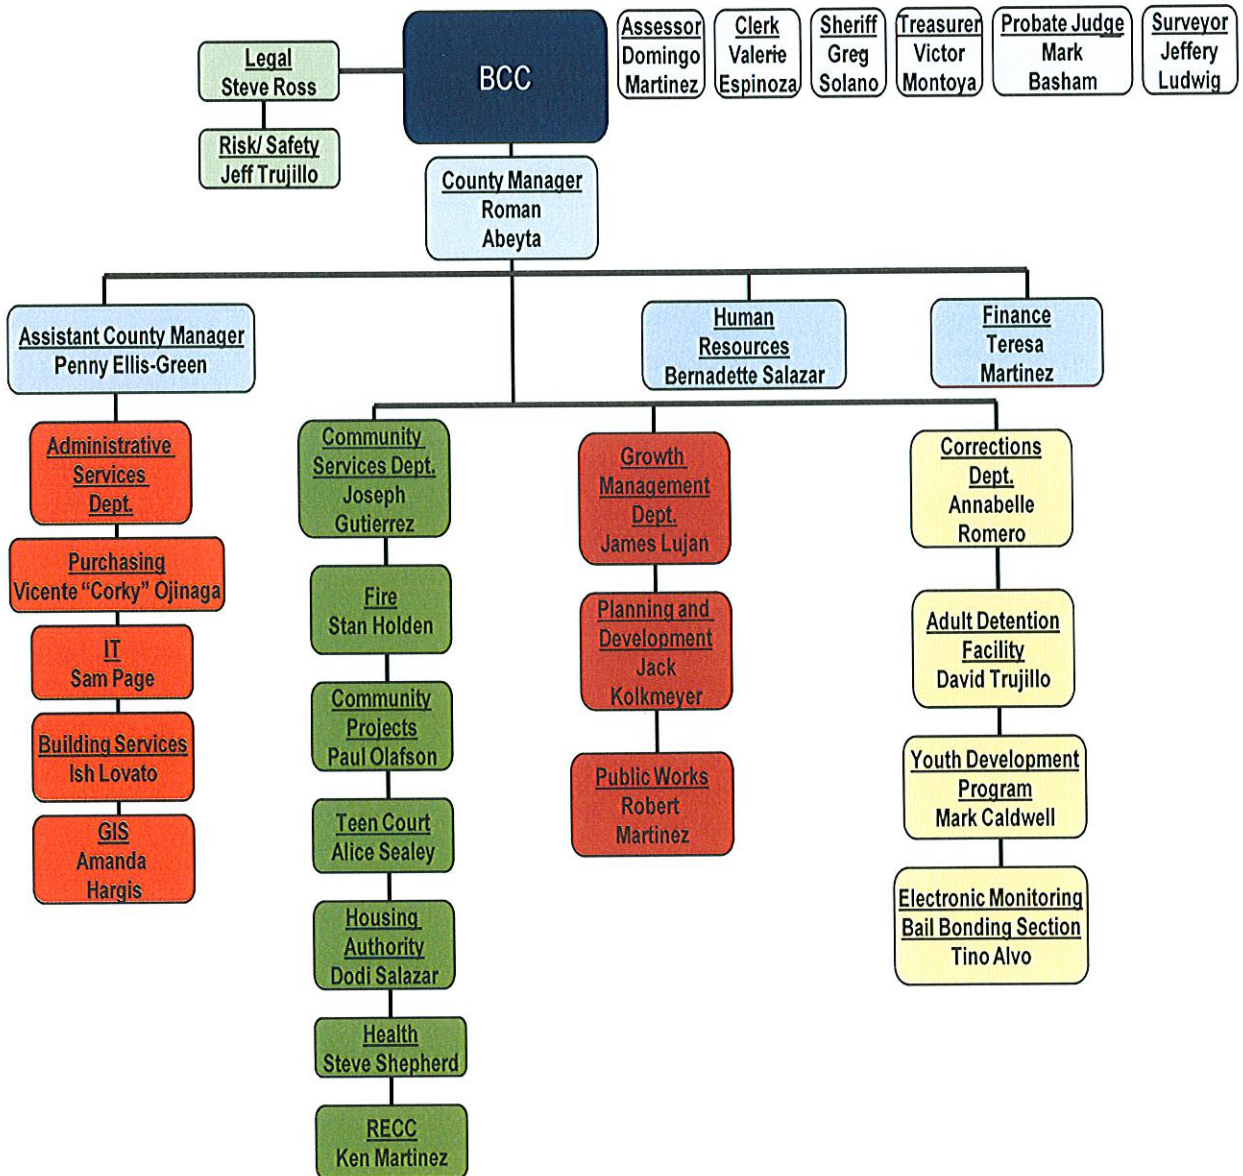 Legal
Steve Ross
Risk/ Safety
Jeff Trujillo
BCC
Assessor
Domingo
Martinez
Clerk
Valerie
Espinoza
Sheriff
Greg
Solano
Treasurer
Victor
Montoya
Probate Judge
Mark
Basham
Surveyor
Jeffery
Ludwig
County Manager
Roman
Abeyta
Assistant County Manager
Penny Ellis-Green
Human
Resources
Bernadette Salazar
Finance
Teresa
Martinez
Administrative
Services
Dept.
Purchasing
Vicente “Corky” Ojinaga
IT
Sam Page
Building Services
Ish Lovato
GIS
Amanda
Hargis
Community
Services Dept.
Joseph
Gutierrez
Fire
Stan Holden
Community
Projects
Paul Olafson
Teen Court
Alice Sealey
Housing
Authority
Dodi Salazar
Health
Steve Shepherd
RECC
Ken Martinez
Growth
Management
Dept.
James Lujan
Planning and
Development
Jack
Kolkmeyer
Public Works
Robert
Martinez
Corrections
Dept.
Annabelle
Romero
Adult Detention
Facility
David Trujillo
Youth Development
Program
Mark Caldwell
Electronic Monitoring
Bail Bonding Section
Tino Alvo